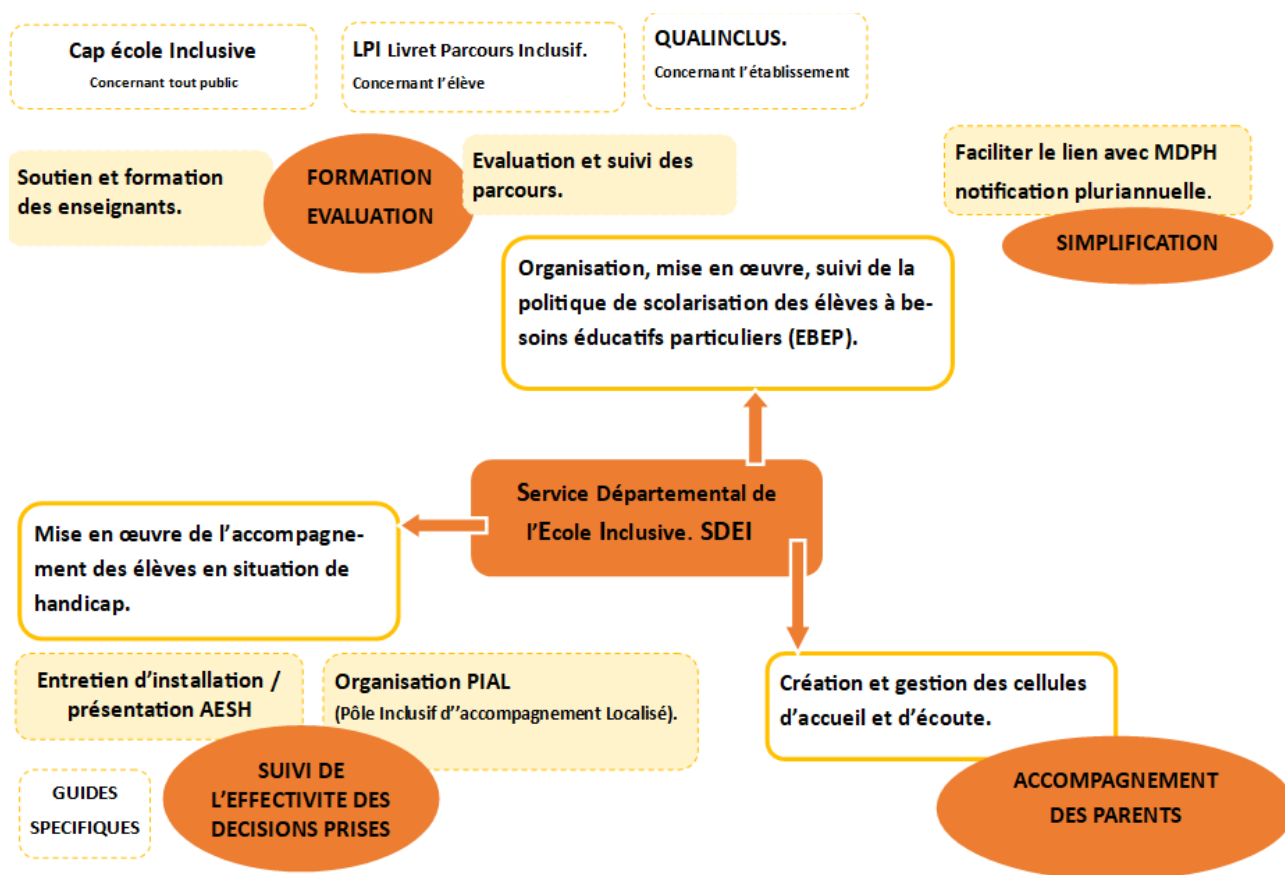 Cap école Inclusive
Concernant tout public
LPI Livret Parcours Inclusif.
Concernant l'élève
QUALINCLUS.
Concernant l'établissement
Soutien et formation
des enseignants.
FORMATION
EVALUATION
Evaluation et suivi des
parcours.
Faciliter le lien avec MDPH
notification pluriannuelle.
SIMPLIFICATION
Organisation, mise en œuvre, suivi de la
politique de scolarisation des élèves à be-
soins éducatifs particuliers (EBEP).
Service Départemental de
l'Ecole Inclusive. SDEI
Mise en œuvre de l'accompagne-
ment des élèves en situation de
handicap.
Entretien d'installation /
présentation AESH
Organisation PIAL
(Pôle Inclusif d''accompagnement Localisé).
GUIDES
SPECIFIQUES
SUIVI DE
L'EFFECTIVITE DES
DECISIONS PRISES
Création et gestion des cellules
d'accueil et d'écoute.
ACCOMPAGNEMENT
DES PARENTS